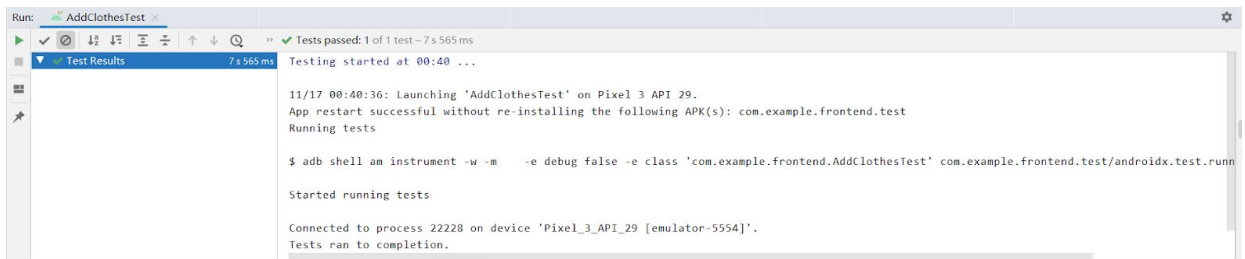 Run: AddClothesTest ×
» Tests passed: 1 of 1 test – 7 s 565 ms
Test Results 7 s 565 ms
Testing started at 00:40 ...
11/17 00:40:36: Launching 'AddClothesTest' on Pixel 3 API 29.
App restart successful without re-installing the following APK(s): com.example.frontend.test
Running tests
$ adb shell am instrument -w -m    -e debug false -e class 'com.example.frontend.AddClothesTest' com.example.frontend.test/androidx.test.runn
Started running tests
Connected to process 22228 on device 'Pixel_3_API_29 [emulator-5554]'.
Tests ran to completion.